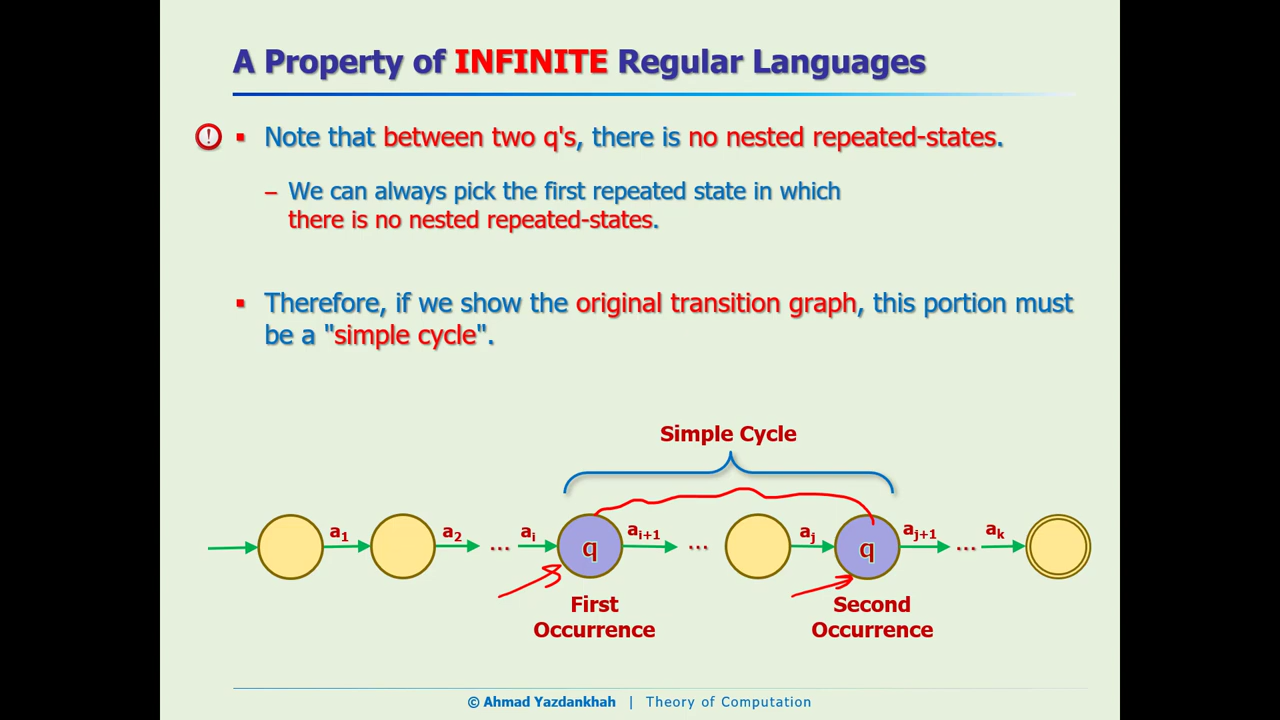 A Property of INFINITE Regular Languages
! ▪ Note that between two q's, there is no nested repeated-states.
– We can always pick the first repeated state in which
there is no nested repeated-states.
▪ Therefore, if we show the original transition graph, this portion must
be a "simple cycle".
Simple Cycle
a1 a2 ... ai q ai+1 ... aj q aj+1 ... ak
First Second
Occurrence Occurrence
© Ahmad Yazdankhah | Theory of Computation